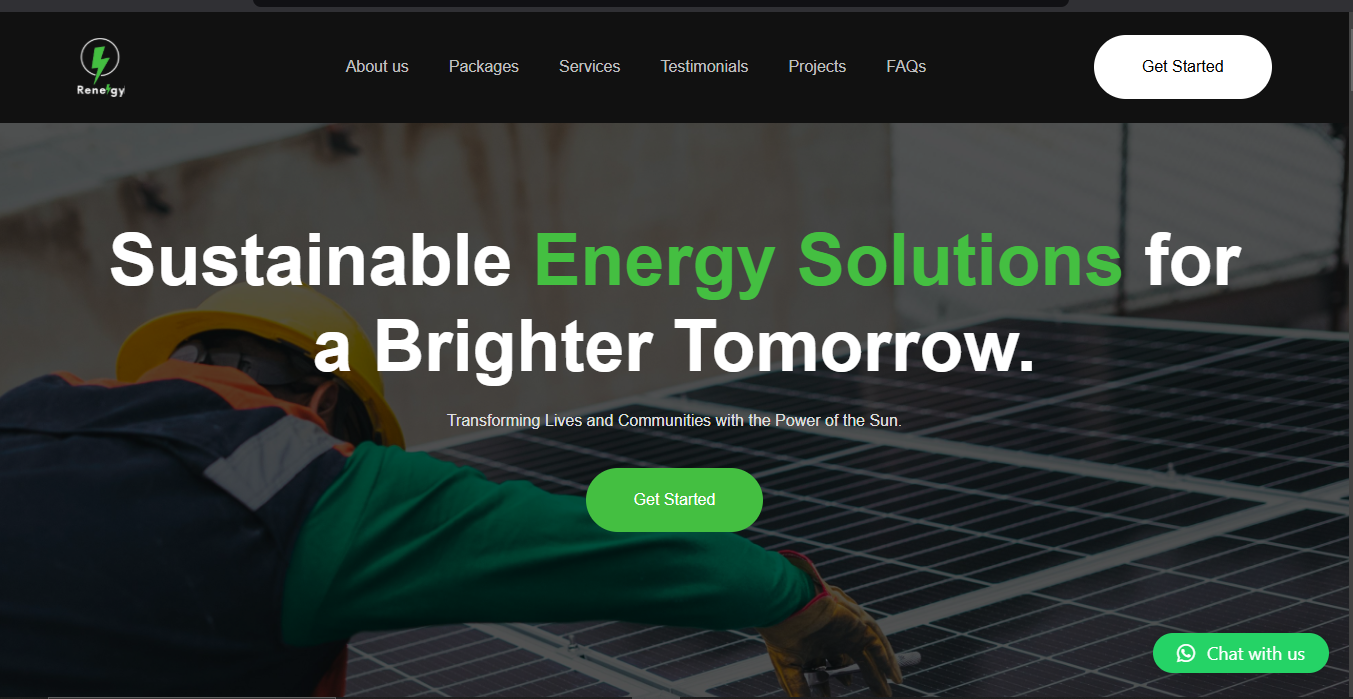 Renergy
About us Packages Services Testimonials Projects FAQs
Get Started
Sustainable Energy Solutions for
a Brighter Tomorrow.
Transforming Lives and Communities with the Power of the Sun.
Get Started
Chat with us